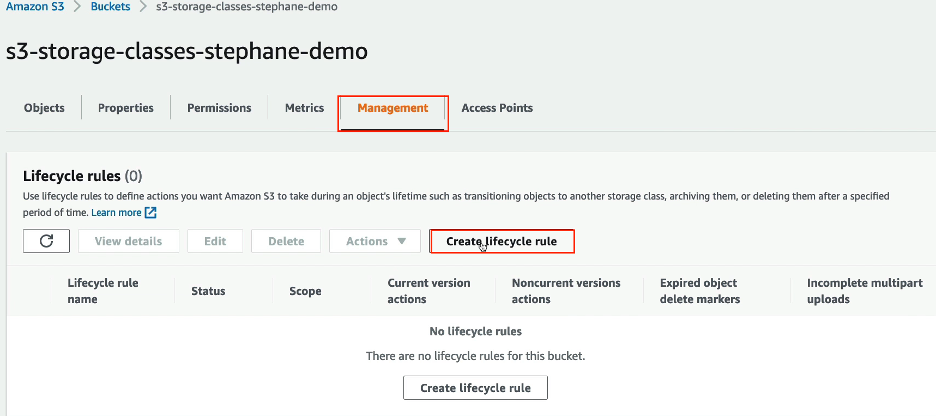 Amazon S3 > Buckets > s3-storage-classes-stephane-demo
s3-storage-classes-stephane-demo
Objects Properties Permissions Metrics Management Access Points
Lifecycle rules (0)
Use lifecycle rules to define actions you want Amazon S3 to take during an object's lifetime such as transitioning objects to another storage class, archiving them, or deleting them after a specified
period of time. Learn more
View details Edit Delete Actions Create lifecycle rule
Lifecycle rule name Status Scope Current version actions Noncurrent versions actions Expired object delete markers Incomplete multipart uploads
No lifecycle rules
There are no lifecycle rules for this bucket.
Create lifecycle rule